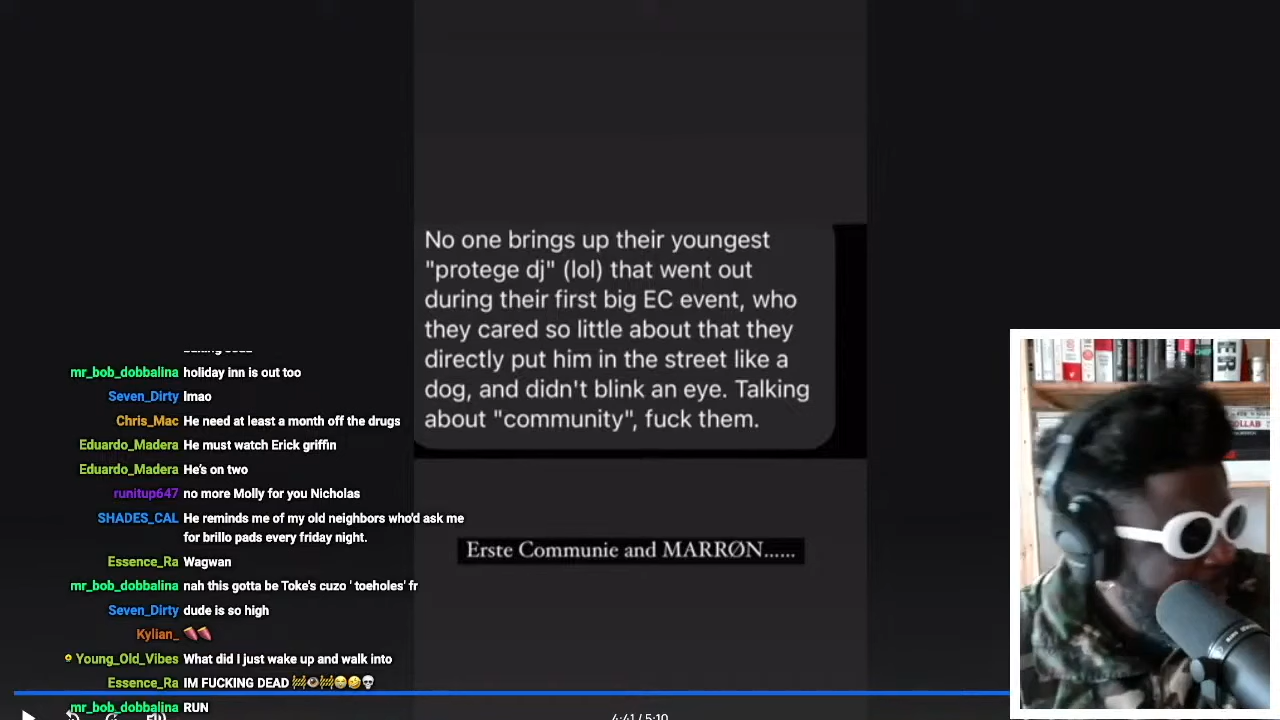 No one brings up their youngest
"protege dj" (lol) that went out
during their first big EC event, who
they cared so little about that they
directly put him in the street like a
dog, and didn't blink an eye. Talking
about "community", fuck them.
Erste Communie and MARRØN......
mr_bob_dobbalina holiday inn is out too
Seven_Dirty lmao
Chris_Mac He need at least a month off the drugs
Eduardo_Madera He must watch Erick griffin
Eduardo_Madera He's on two
runitup647 no more Molly for you Nicholas
SHADES_CAL He reminds me of my old neighbors who'd ask me
for brillo pads every friday night.
Essence_Ra Wagwan
mr_bob_dobbalina nah this gotta be Toke's cuzo ' toeholes' fr
Seven_Dirty dude is so high
Kylian_ 🍕🍕
Young_Old_Vibes What did I just wake up and walk into
Essence_Ra IM FUCKING DEAD 🚧👁🚧😂🤣💀
mr_bob_dobbalina RUN
4:41 / 5:10
COLLAB